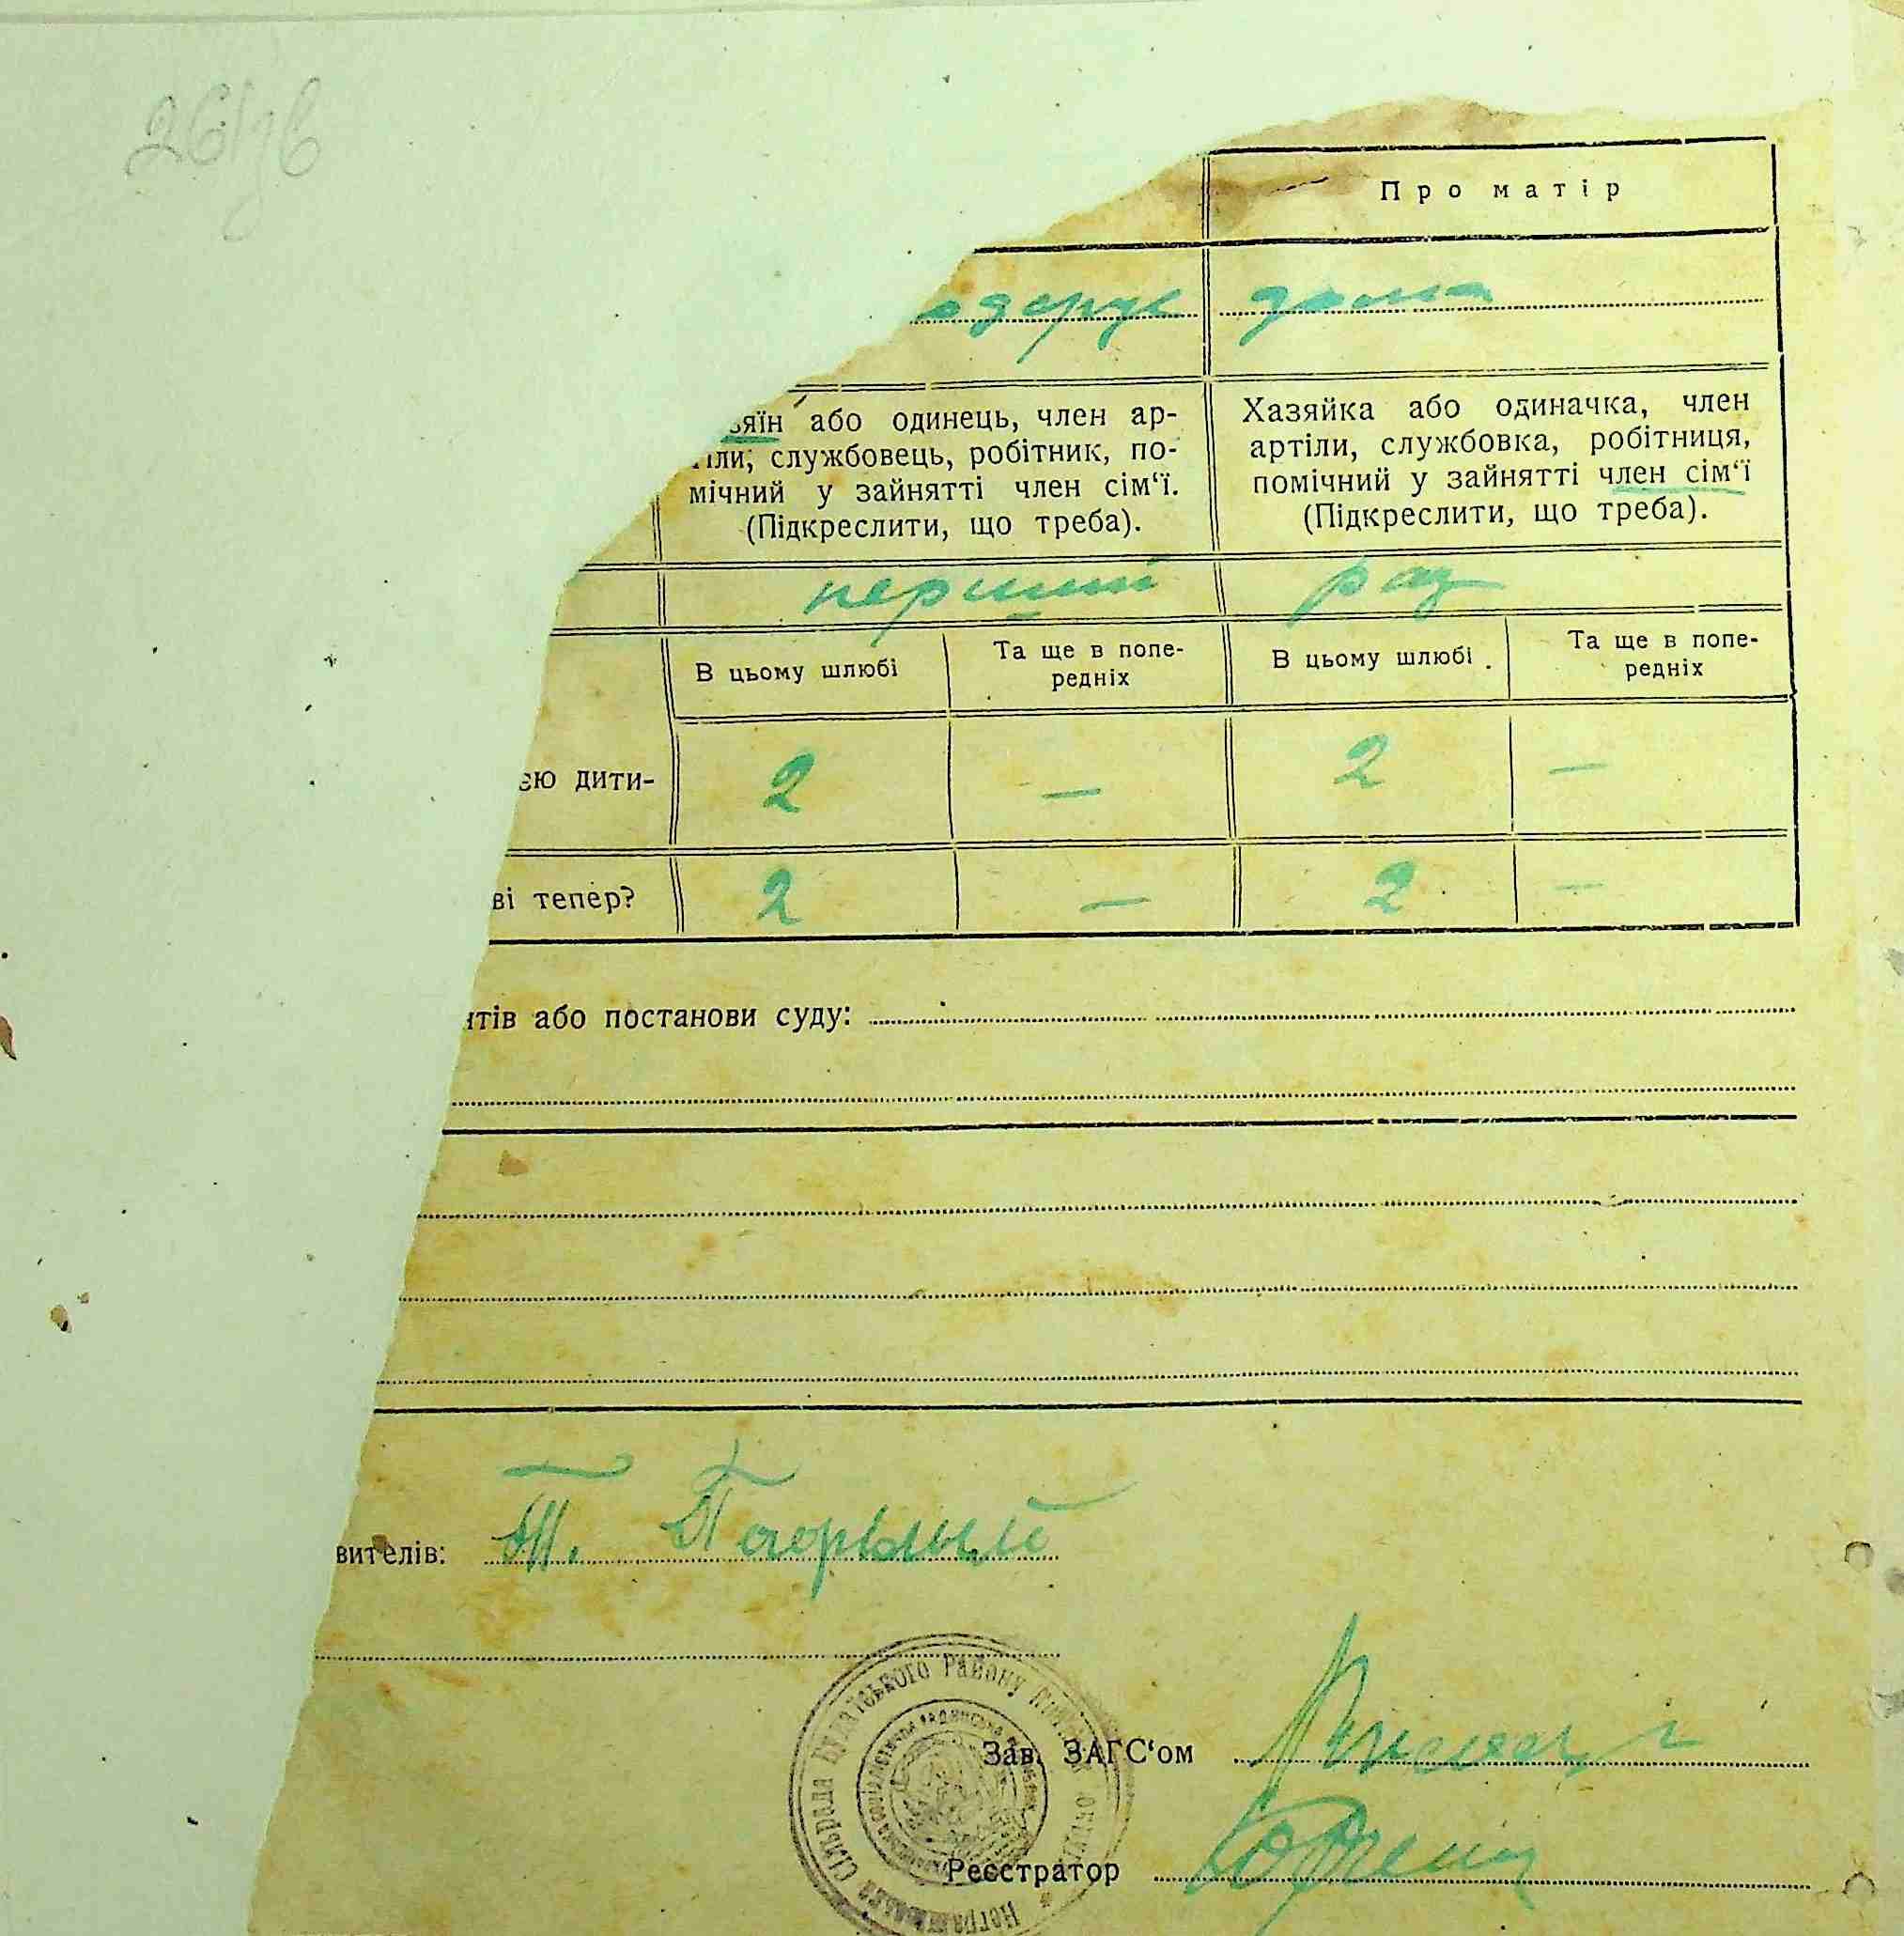 Про матір
дома
зяїн або одинець, член ар-
тіли, службовець, робітник, по-
мічний у зайнятті член сім‘ї.
(Підкреслити, що треба).
Хазяйка або одиначка, член
артіли, службовка, робітниця,
помічний у зайнятті член сім‘ї
(Підкреслити, що треба).
перший раз
В цьому шлюбі
Та ще в попе-
редніх
В цьому шлюбі
Та ще в попе-
редніх
єю дити-
2 — 2 —
ві тепер?
2 — 2 —
нтів або постанови суду:
вителів:
Зав. ЗАГС‘ом
Реєстратор